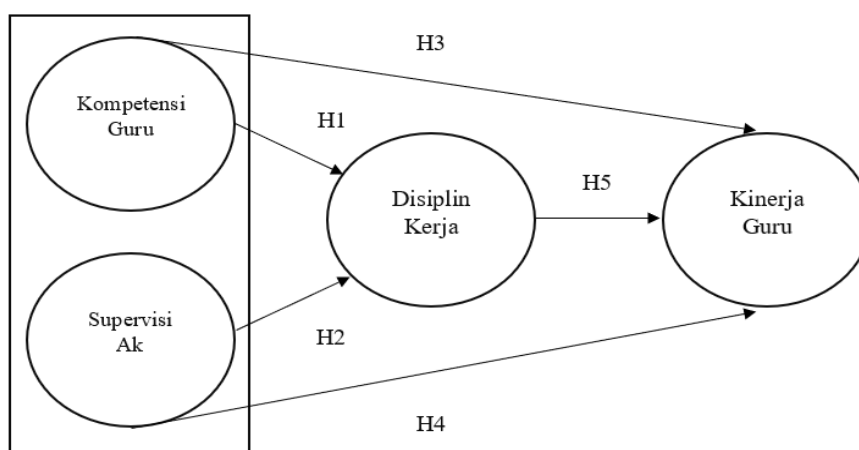 H3
Kompetensi
Guru
H1
Disiplin
Kerja
H5
Kinerja
Guru
Supervisi
Ak
H2
H4